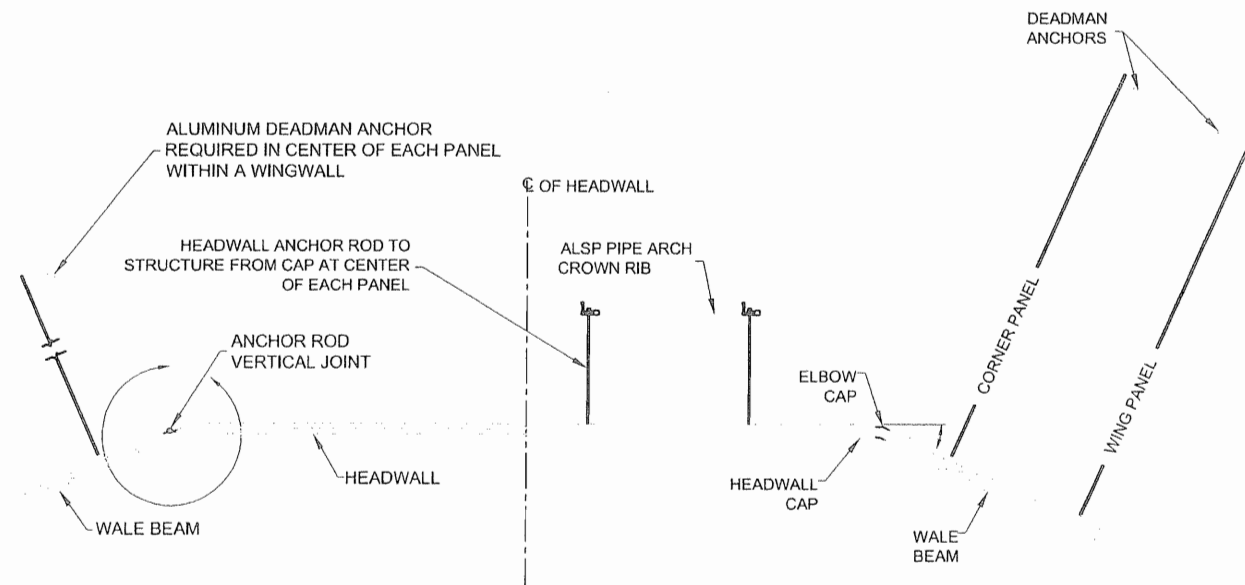 DEADMAN
ANCHORS
ALUMINUM DEADMAN ANCHOR
REQUIRED IN CENTER OF EACH PANEL
WITHIN A WINGWALL
℄ OF HEADWALL
HEADWALL ANCHOR ROD TO
STRUCTURE FROM CAP AT CENTER
OF EACH PANEL
ALSP PIPE ARCH
CROWN RIB
ANCHOR ROD
VERTICAL JOINT
ELBOW
CAP
CORNER PANEL
WING PANEL
HEADWALL
HEADWALL
CAP
WALE BEAM
WALE
BEAM